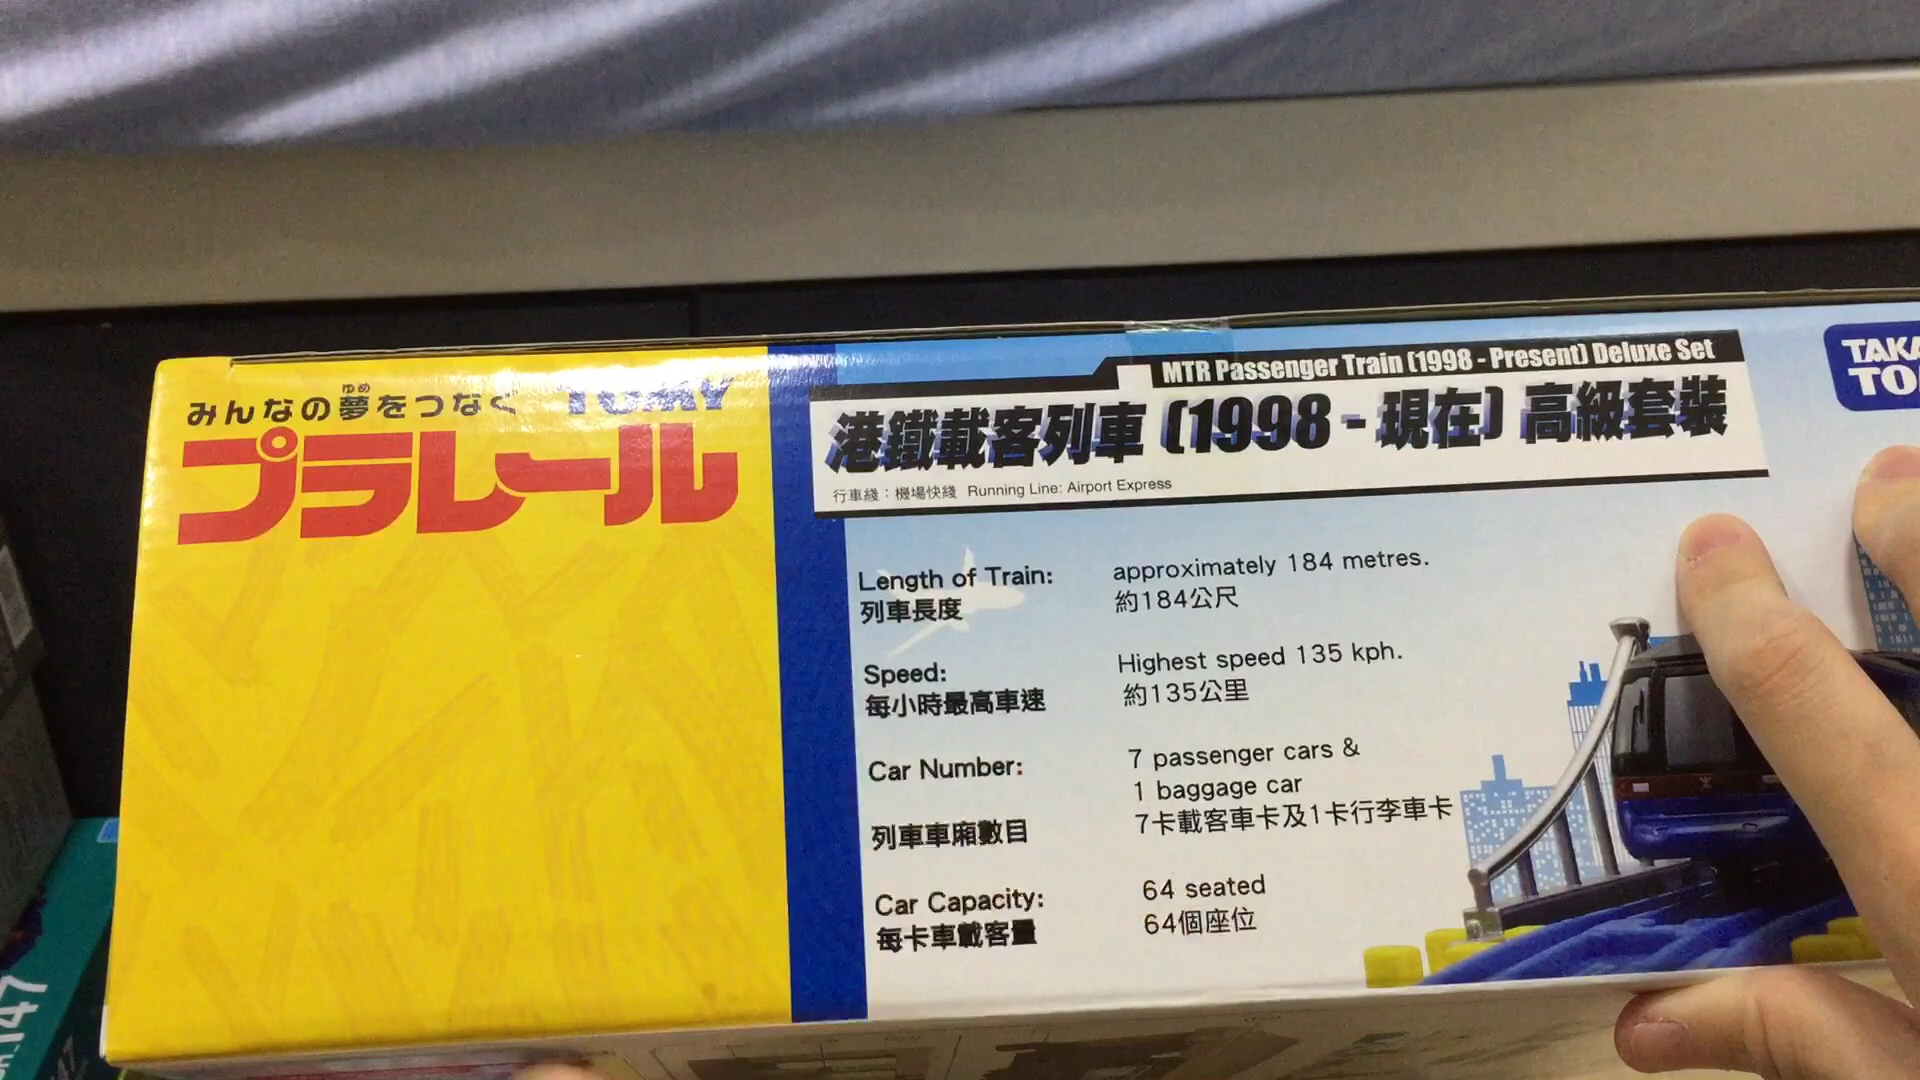 みんなの夢をつなぐ TOMY
ゆめ
プラレール
MTR Passenger Train (1998 - Present) Deluxe Set
港鐵載客列車 (1998 - 現在) 高級套裝
行車綫：機場快綫 Running Line: Airport Express
Length of Train: approximately 184 metres.
列車長度 約184公尺
Speed: Highest speed 135 kph.
每小時最高車速 約135公里
Car Number: 7 passenger cars &
1 baggage car
列車車廂數目 7卡載客車卡及1卡行李車卡
Car Capacity: 64 seated
每卡車載客量 64個座位
147